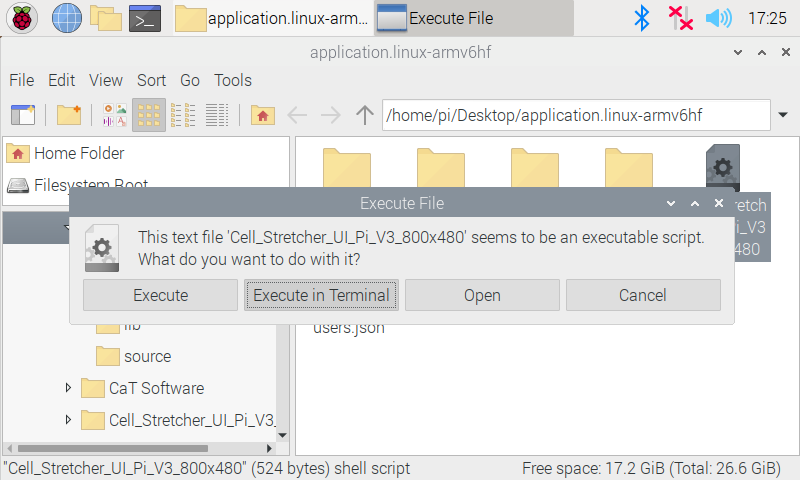 application.linux-arm...
Execute File
17:25
application.linux-armv6hf
File Edit View Sort Go Tools
/home/pi/Desktop/application.linux-armv6hf
Home Folder
Filesystem Root
Execute File
tretch
Pi_V3
480
This text file 'Cell_Stretcher_UI_Pi_V3_800x480' seems to be an executable script.
What do you want to do with it?
Execute
Execute in Terminal
Open
Cancel
lib
users.json
source
CaT Software
Cell_Stretcher_UI_Pi_V3_
"Cell_Stretcher_UI_Pi_V3_800x480" (524 bytes) shell script
Free space: 17.2 GiB (Total: 26.6 GiB)